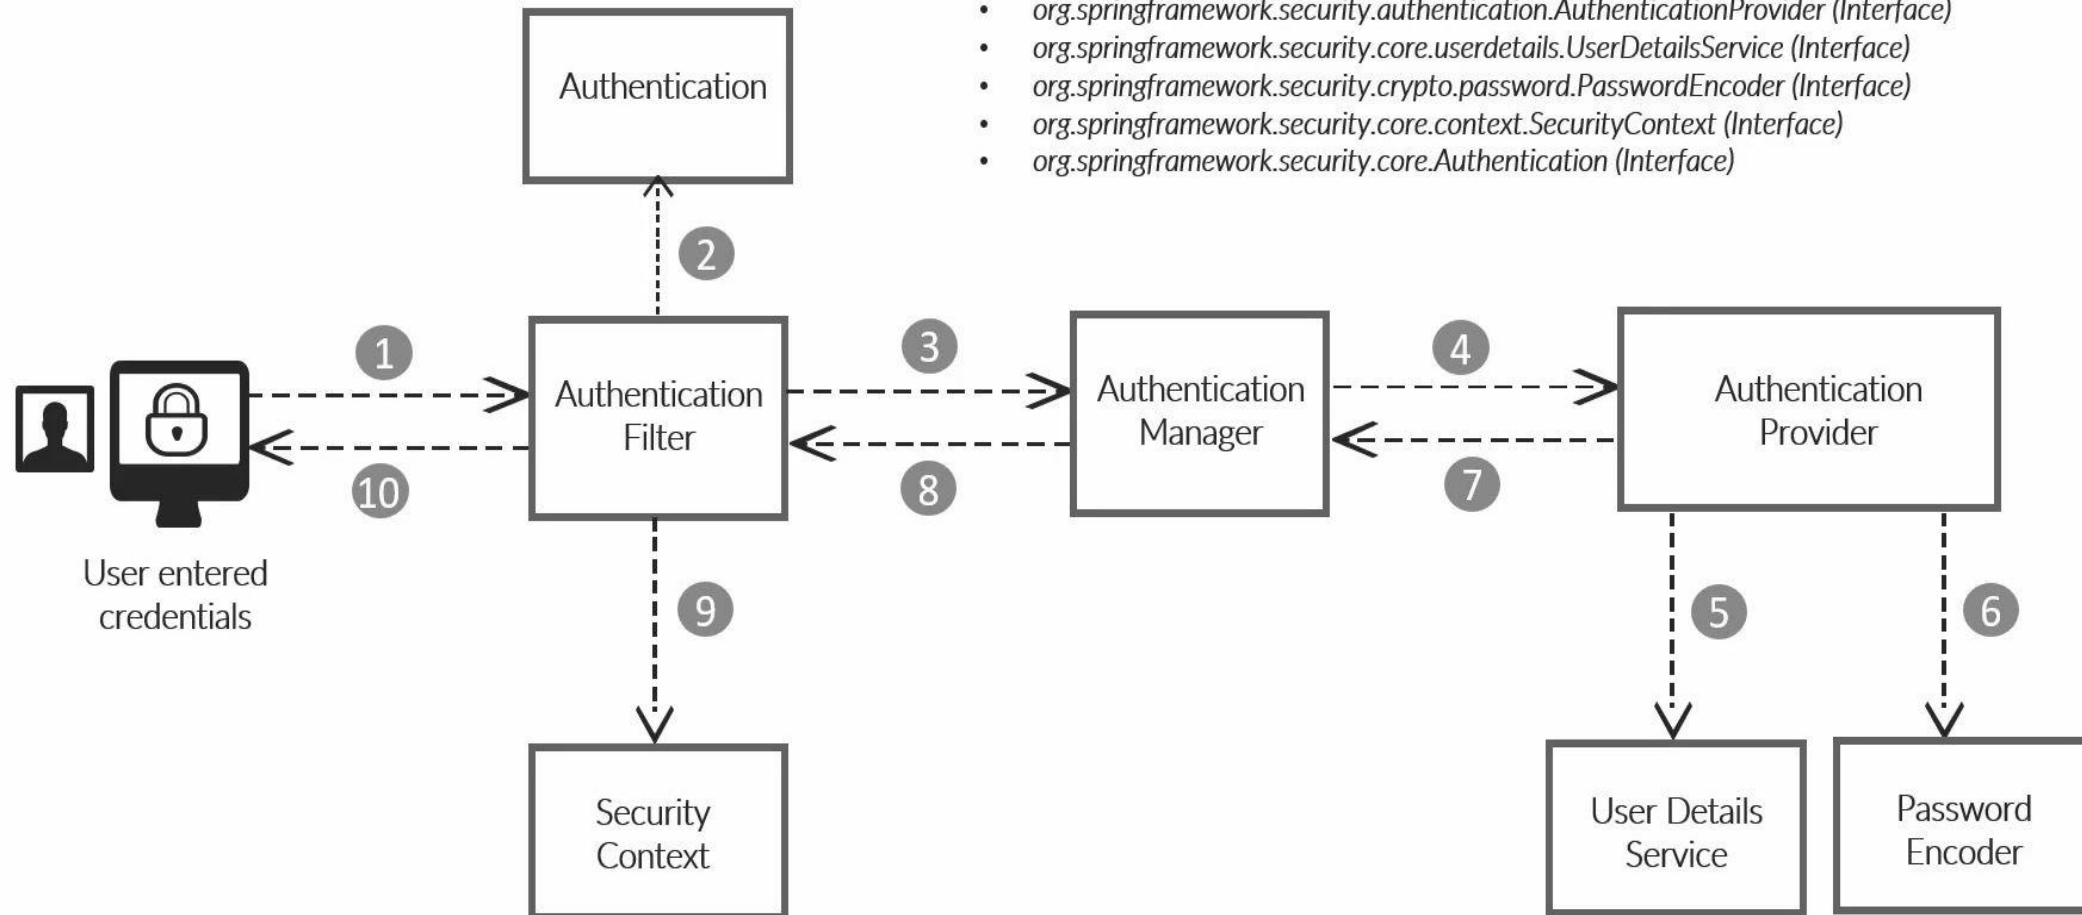 • org.springframework.security.authentication.AuthenticationProvider (Interface)
• org.springframework.security.core.userdetails.UserDetailsService (Interface)
• org.springframework.security.crypto.password.PasswordEncoder (Interface)
• org.springframework.security.core.context.SecurityContext (Interface)
• org.springframework.security.core.Authentication (Interface)
Authentication
2
1
3
4
Authentication
Filter
Authentication
Manager
Authentication
Provider
10
8
7
User entered
credentials
9
5
6
Security
Context
User Details
Service
Password
Encoder